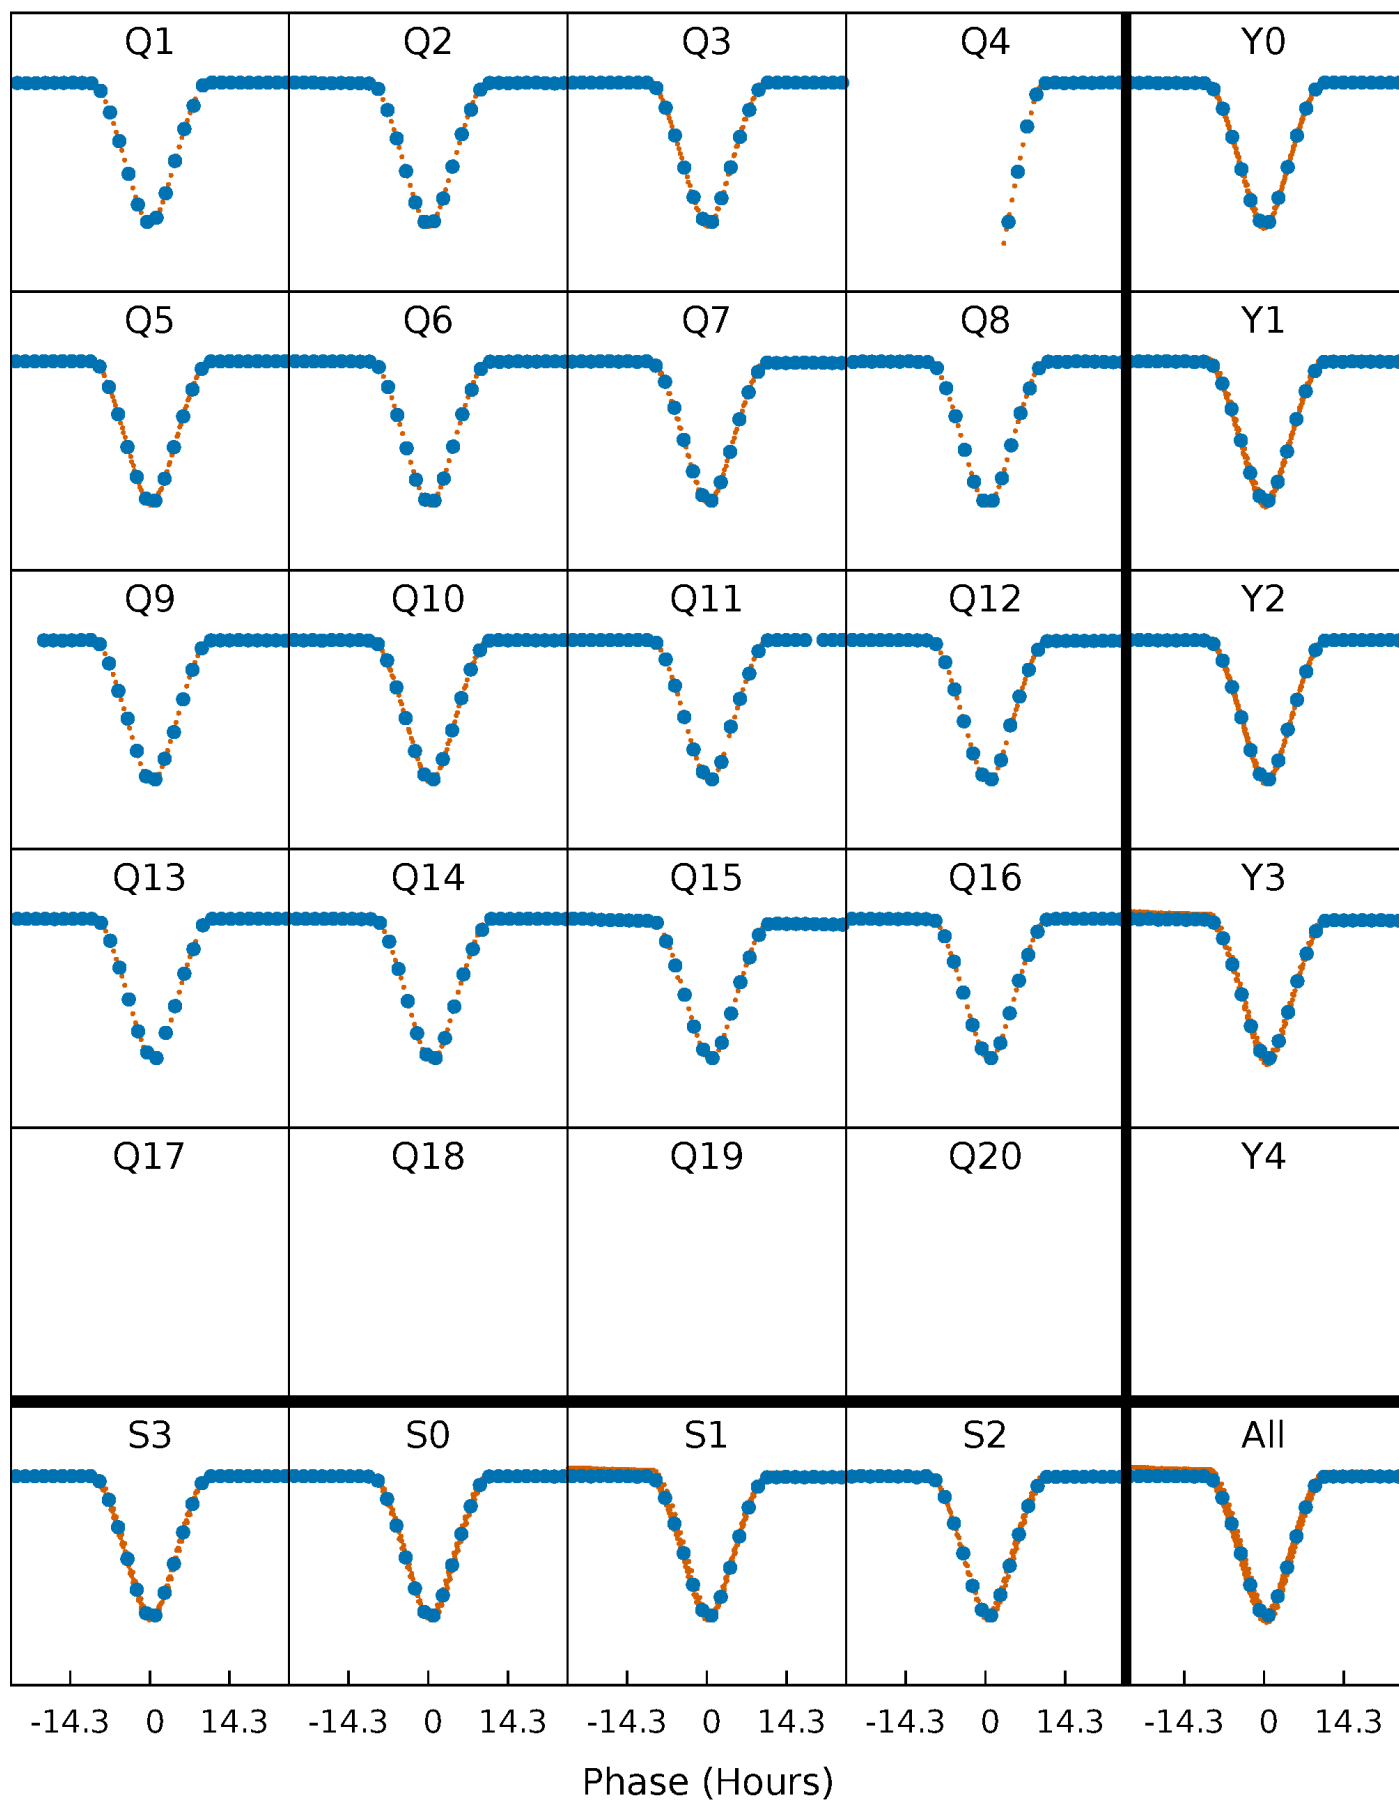 Q1 Q2 Q3 Q4 Y0
Q5 Q6 Q7 Q8 Y1
Q9 Q10 Q11 Q12 Y2
Q13 Q14 Q15 Q16 Y3
Q17 Q18 Q19 Q20 Y4
S3 S0 S1 S2 All
-14.3 0 14.3 -14.3 0 14.3 -14.3 0 14.3 -14.3 0 14.3 -14.3 0 14.3
Phase (Hours)